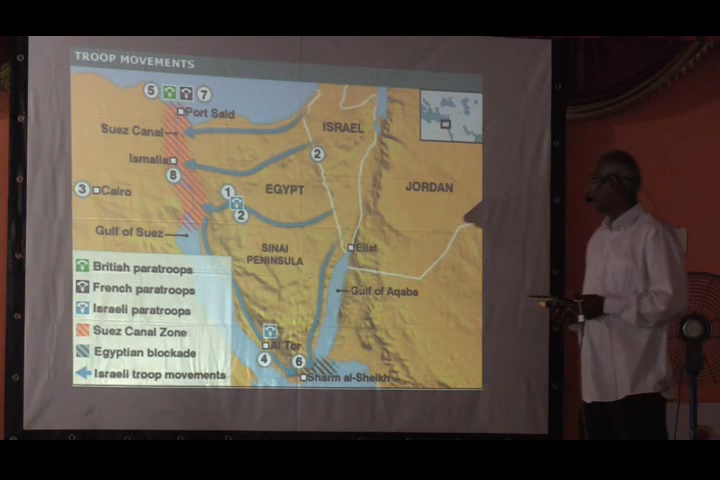 TROOP MOVEMENTS
5
7
Port Said
Suez Canal
ISRAEL
Ismalia
2
8
3
Cairo
1
2
EGYPT
JORDAN
Gulf of Suez
SINAI
PENINSULA
Eilat
Gulf of Aqaba
Al Tor
4
6
Sharm al-Sheikh
British paratroops
French paratroops
Israeli paratroops
Suez Canal Zone
Egyptian blockade
Israeli troop movements